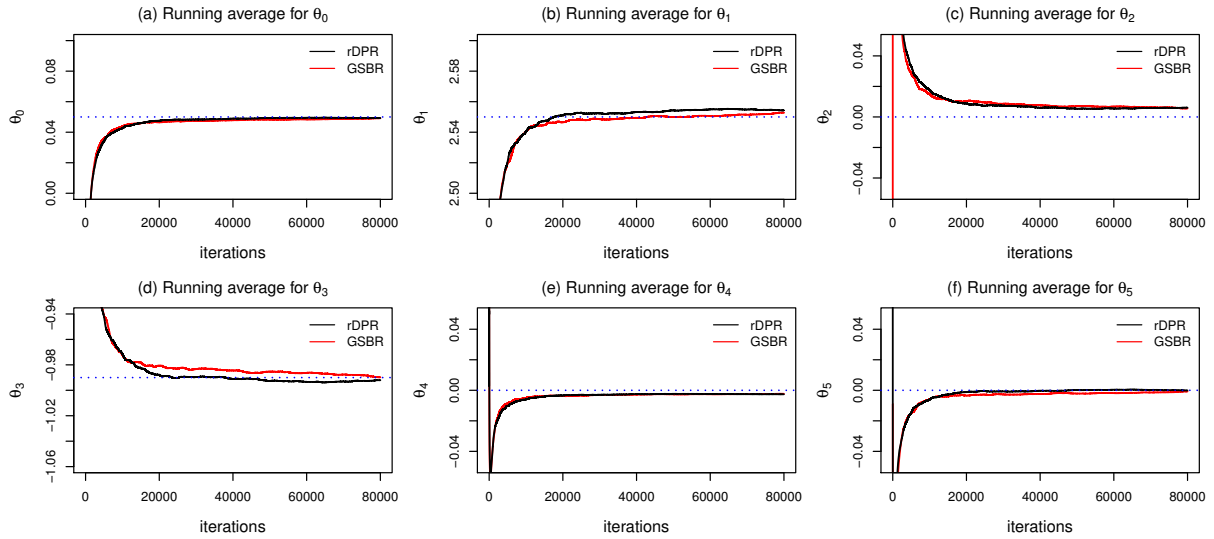 (a) Running average for θ0
θ0
0.00 0.04 0.08
rDPR
GSBR
0 20000 40000 60000 80000
iterations
(b) Running average for θ1
θ1
2.50 2.54 2.58
rDPR
GSBR
0 20000 40000 60000 80000
iterations
(c) Running average for θ2
θ2
−0.04 0.00 0.04
rDPR
GSBR
0 20000 40000 60000 80000
iterations
(d) Running average for θ3
θ3
−1.06 −1.02 −0.98 −0.94
rDPR
GSBR
0 20000 40000 60000 80000
iterations
(e) Running average for θ4
θ4
−0.04 0.00 0.04
rDPR
GSBR
0 20000 40000 60000 80000
iterations
(f) Running average for θ5
θ5
−0.04 0.00 0.04
rDPR
GSBR
0 20000 40000 60000 80000
iterations